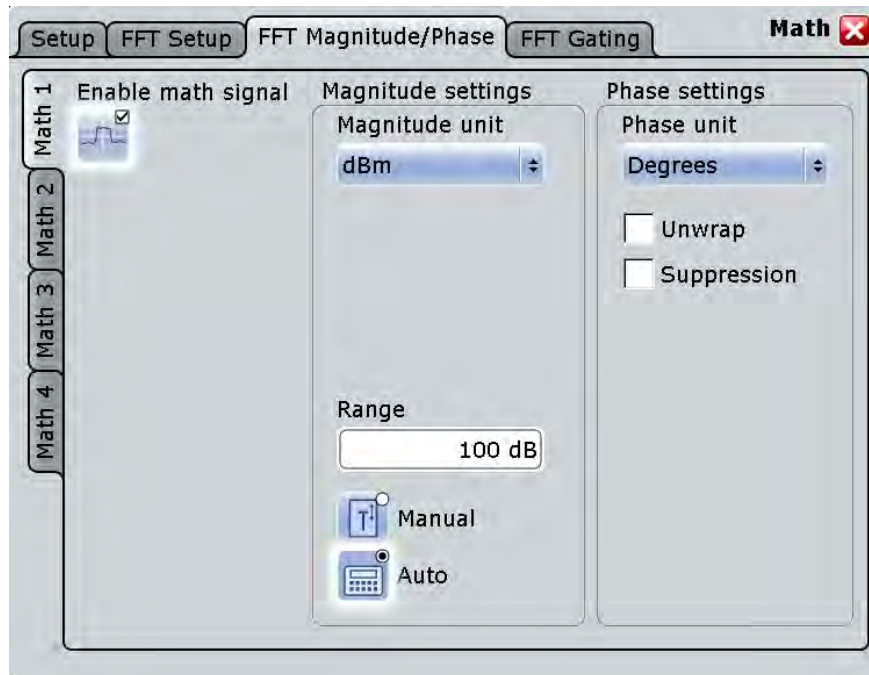 Setup FFT Setup FFT Magnitude/Phase FFT Gating Math
Math 1
Math 2
Math 3
Math 4
Enable math signal
Magnitude settings
Magnitude unit
dBm
Range
100 dB
T
Manual
Auto
Phase settings
Phase unit
Degrees
Unwrap
Suppression